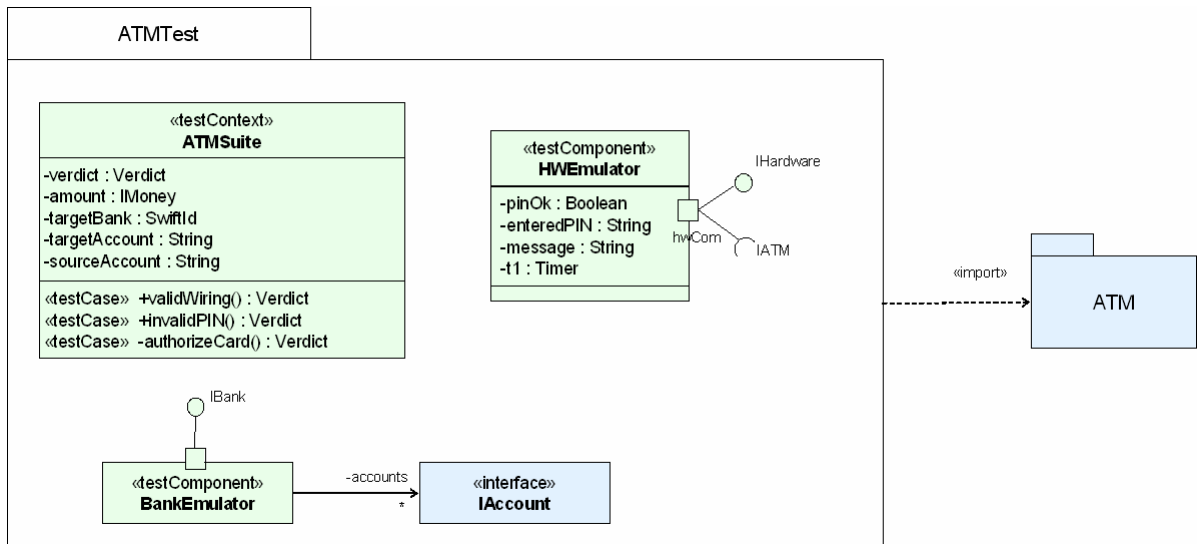 ATMTest
«testContext»
ATMSuite
-verdict : Verdict
-amount : IMoney
-targetBank : SwiftId
-targetAccount : String
-sourceAccount : String
«testCase» +validWiring() : Verdict
«testCase» +invalidPIN() : Verdict
«testCase» -authorizeCard() : Verdict
«testComponent»
HWEmulator
-pinOk : Boolean
-enteredPIN : String
-message : String
-t1 : Timer
hwCom
IHardware
IATM
«import»
ATM
IBank
«testComponent»
BankEmulator
-accounts
*
«interface»
IAccount